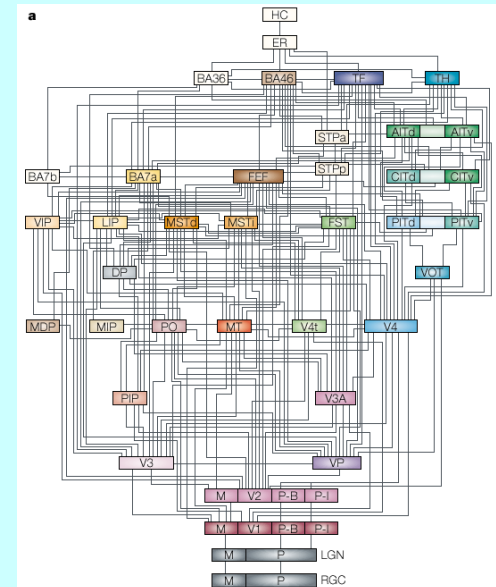 a
HC
ER
BA36 BA46 TF TH
STPa AITd AITv
BA7b BA7a FEF STPp CITd CITv
VIP LIP MSTd MSTl FST PITd PITv
DP VOT
MDP MIP PO MT V4t V4
PIP V3A
V3 VP
M V2 P-B P-I
M V1 P-B P-I
M P LGN
M P RGC